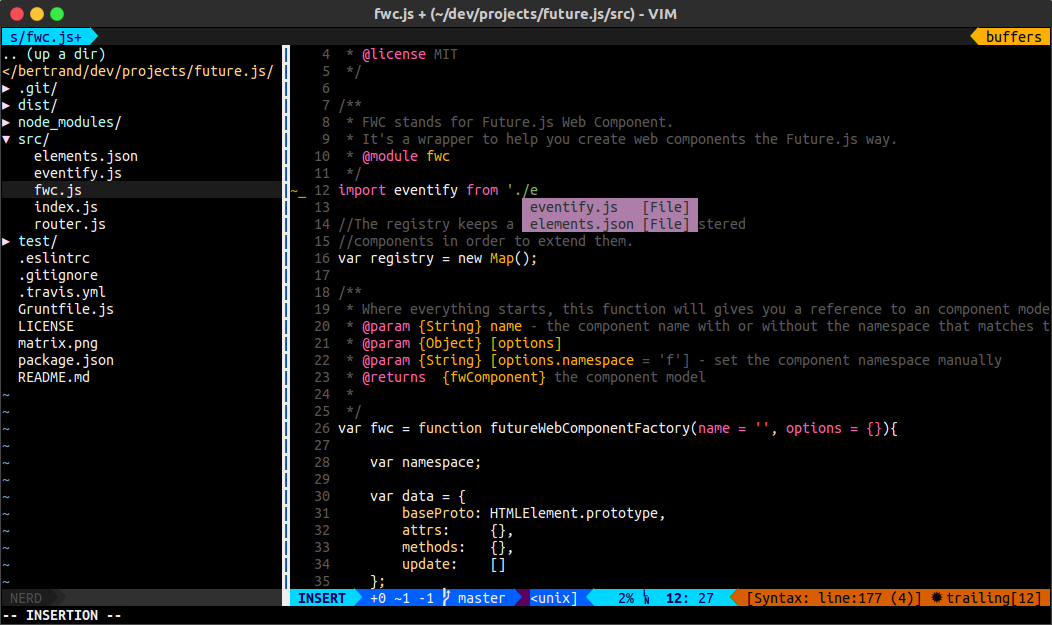 fwc.js + (~/dev/projects/future.js/src) - VIM
s/fwc.js+
buffers
.. (up a dir)
</bertrand/dev/projects/future.js/
▶ .git/
▶ dist/
▶ node_modules/
▼ src/
elements.json
eventify.js
fwc.js
index.js
router.js
▶ test/
.eslintrc
.gitignore
.travis.yml
Gruntfile.js
LICENSE
matrix.png
package.json
README.md
~
~
~
~
~
~
~
~
~
~
~
~
4 * @license MIT
5 */
6
7 /**
8 * FWC stands for Future.js Web Component.
9 * It's a wrapper to help you create web components the Future.js way.
10 * @module fwc
11 */
~_ 12 import eventify from './e
13 eventify.js [File]
14 //The registry keeps a elements.json [File] stered
15 //components in order to extend them.
16 var registry = new Map();
17
18 /**
19 * Where everything starts, this function will gives you a reference to an component mode
20 * @param {String} name - the component name with or without the namespace that matches t
21 * @param {Object} [options]
22 * @param {String} [options.namespace = 'f'] - set the component namespace manually
23 * @returns {fwComponent} the component model
24 *
25 */
26 var fwc = function futureWebComponentFactory(name = '', options = {}){
27
28 var namespace;
29
30 var data = {
31 baseProto: HTMLElement.prototype,
32 attrs: {},
33 methods: {},
34 update: []
35 };
NERD
INSERT +0 ~1 -1 master <unix] 2% 12: 27 [Syntax: line:177 (4)] ✹ trailing[12]
-- INSERTION --